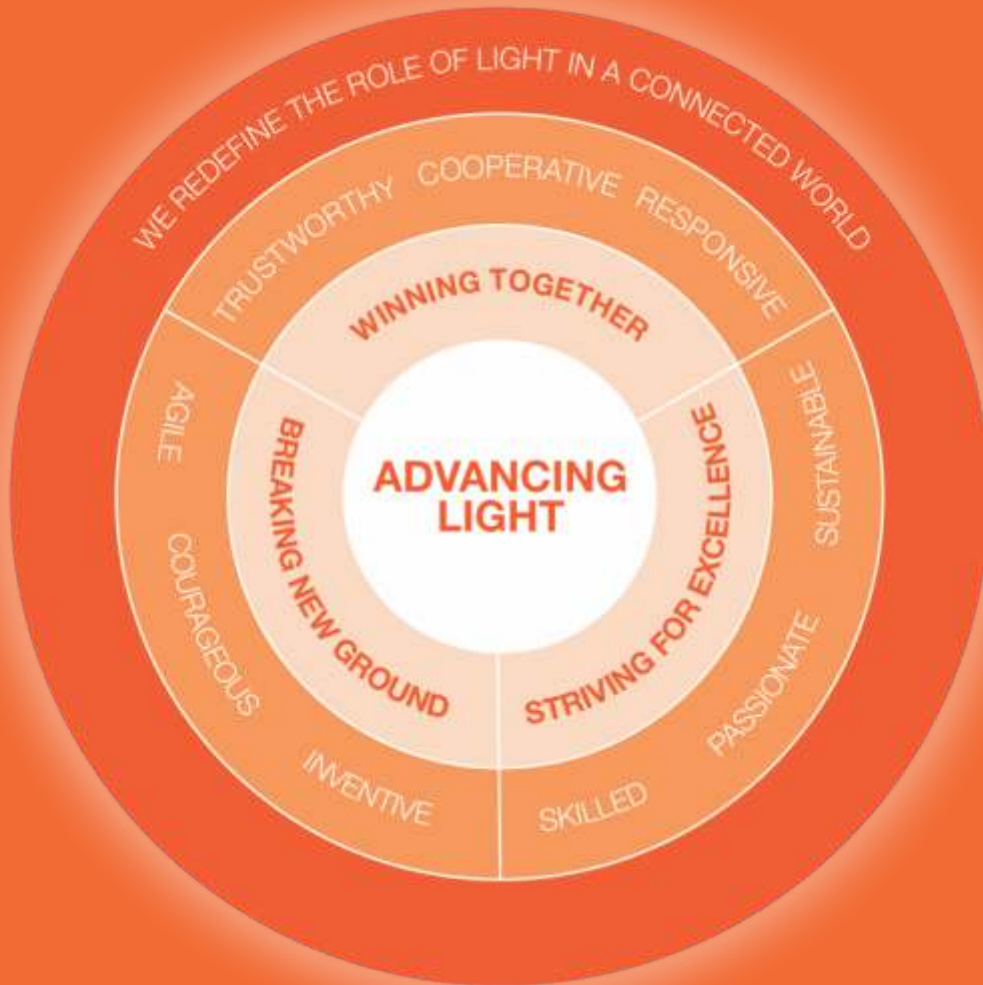 WE REDEFINE THE ROLE OF LIGHT IN A CONNECTED WORLD
TRUSTWORTHY COOPERATIVE RESPONSIVE
WINNING TOGETHER
AGILE
COURAGEOUS
INVENTIVE
BREAKING NEW GROUND
ADVANCING
LIGHT
STRIVING FOR EXCELLENCE
SUSTAINABLE
PASSIONATE
SKILLED